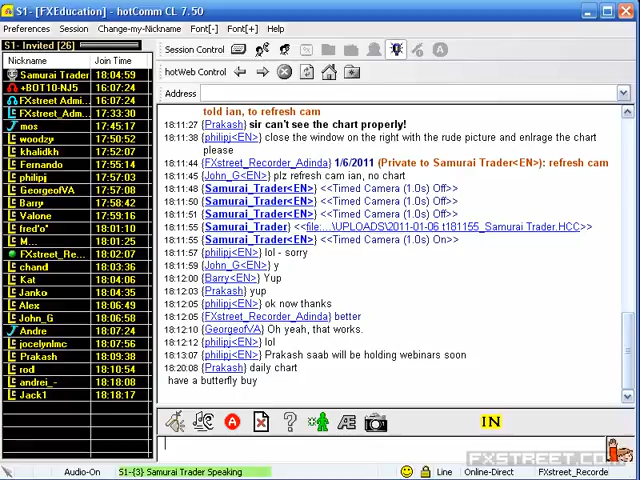 S1- [FXEducation] - hotComm CL 7.50
Preferences Session Change-my-Nickname Font[-] Font[+] Help
S1- Invited [26]
Session Control
Nickname Join Time
Samurai Trader 18:04:59
+BOT10-NJ5 16:07:24
FXstreet Admi... 16:07:24
FXstreet_Adm... 17:33:30
mos 17:45:17
woodzy 17:50:52
khalidsg 17:52:07
Fernando 17:55:14
philipj 17:57:03
GeorgeofVA 17:57:08
Barry 17:58:42
Valone 17:59:16
fred'o" 18:01:10
M... 18:01:25
FXstreet_Re... 18:02:07
chand 18:03:36
Kat 18:04:06
Janko 18:04:35
Alex 18:06:49
John_G 18:06:58
Andre 18:07:24
jocelynlmc 18:07:56
Prakash 18:09:38
rod 18:10:54
andrei_- 18:18:08
Jack1 18:18:17
hotWeb Control
Address
told ian, to refresh cam
18:11:27 {Prakash} sir can't see the chart properly!
18:11:38 {philipj<EN>} close the window on the right with the rude picture and enlrage the chart
please
18:11:44 {FXstreet_Recorder_Adinda} 1/6/2011 (Private to Samurai Trader<EN>): refresh cam
18:11:45 {John_G<EN>} plz refresh cam ian, no chart
18:11:48 {Samurai_Trader<EN>} <<Timed Camera (1.0s) Off>>
18:11:50 {Samurai_Trader<EN>} <<Timed Camera (1.0s) Off>>
18:11:51 {Samurai_Trader<EN>} <<Timed Camera (1.0s) Off>>
18:11:55 {Samurai_Trader} <<file:...\UPLOADS\2011-01-06 t181155_Samurai Trader.HCC>>
18:11:55 {Samurai_Trader<EN>} <<Timed Camera (1.0s) On>>
18:11:57 {philipj<EN>} lol - sorry
18:11:59 {John_G<EN>} y
18:12:00 {Barry<EN>} Yup
18:12:03 {Prakash} yup
18:12:05 {philipj<EN>} ok now thanks
18:12:05 {FXstreet_Recorder_Adinda} better
18:12:10 {GeorgeofVA} Oh yeah, that works.
18:12:12 {philipj<EN>} lol
18:13:07 {philipj<EN>} Prakash saab will be holding webinars soon
18:20:08 {Prakash} daily chart
have a butterfly buy
IN
FXSTREET.COM
Audio-On S1-{3} Samurai Trader Speaking Line Online-Direct FXstreet_Recorde